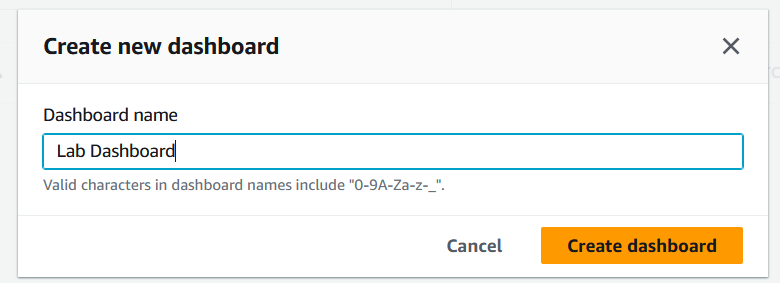 Create new dashboard
Dashboard name
Lab Dashboard
Valid characters in dashboard names include "0-9A-Za-z-_".
Cancel
Create dashboard